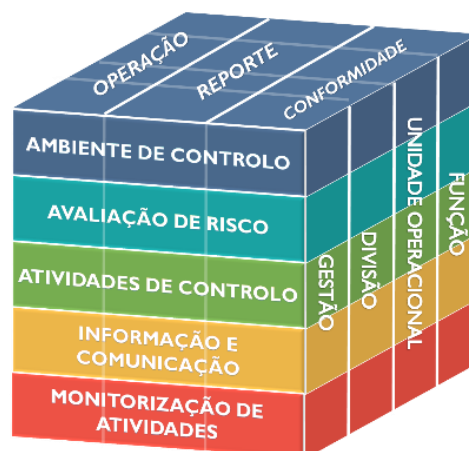 OPERAÇÃO
REPORTE
CONFORMIDADE
AMBIENTE DE CONTROLO
AVALIAÇÃO DE RISCO
ATIVIDADES DE CONTROLO
INFORMAÇÃO E
COMUNICAÇÃO
MONITORIZAÇÃO DE
ATIVIDADES
GESTÃO
DIVISÃO
UNIDADE OPERACIONAL
FUNÇÃO